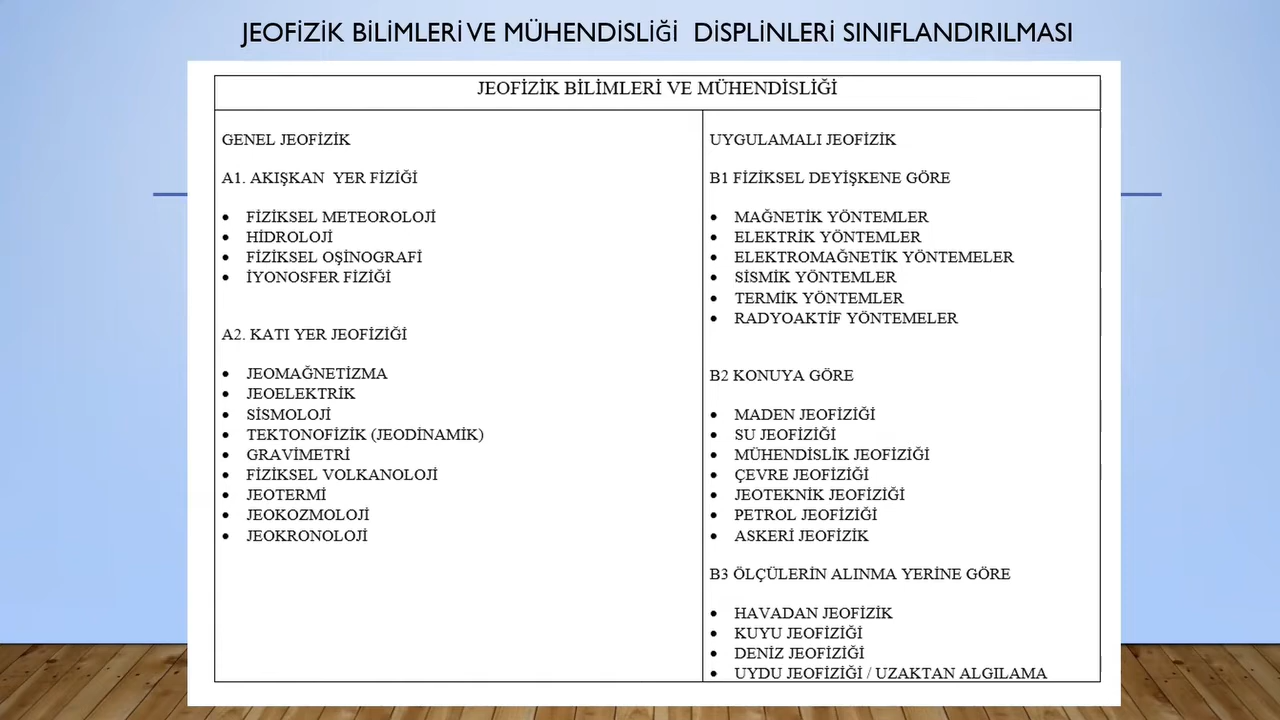 JEOFİZİK BİLİMLERİ VE MÜHENDİSLİĞİ DİSPLİNLERİ SINIFLANDIRILMASI
JEOFİZİK BİLİMLERİ VE MÜHENDİSLİĞİ
GENEL JEOFİZİK
A1. AKIŞKAN YER FİZİĞİ
• FİZİKSEL METEOROLOJİ
• HİDROLOJİ
• FİZİKSEL OŞİNOGRAFİ
• İYONOSFER FİZİĞİ
A2. KATI YER JEOFİZİĞİ
• JEOMAĞNETİZMA
• JEOELEKTRİK
• SİSMOLOJİ
• TEKTONOFİZİK (JEODİNAMİK)
• GRAVİMETRİ
• FİZİKSEL VOLKANOLOJİ
• JEOTERMİ
• JEOKOZMOLOJİ
• JEOKRONOLOJİ
UYGULAMALI JEOFİZİK
B1 FİZİKSEL DEYİŞKENE GÖRE
• MAĞNETİK YÖNTEMLER
• ELEKTRİK YÖNTEMLER
• ELEKTROMAĞNETİK YÖNTEMELER
• SİSMİK YÖNTEMLER
• TERMİK YÖNTEMLER
• RADYOAKTİF YÖNTEMELER
B2 KONUYA GÖRE
• MADEN JEOFİZİĞİ
• SU JEOFİZİĞİ
• MÜHENDİSLİK JEOFİZİĞİ
• ÇEVRE JEOFİZİĞİ
• JEOTEKNİK JEOFİZİĞİ
• PETROL JEOFİZİĞİ
• ASKERİ JEOFİZİK
B3 ÖLÇÜLERİN ALINMA YERİNE GÖRE
• HAVADAN JEOFİZİK
• KUYU JEOFİZİĞİ
• DENİZ JEOFİZİĞİ
• UYDU JEOFİZİĞİ / UZAKTAN ALGILAMA